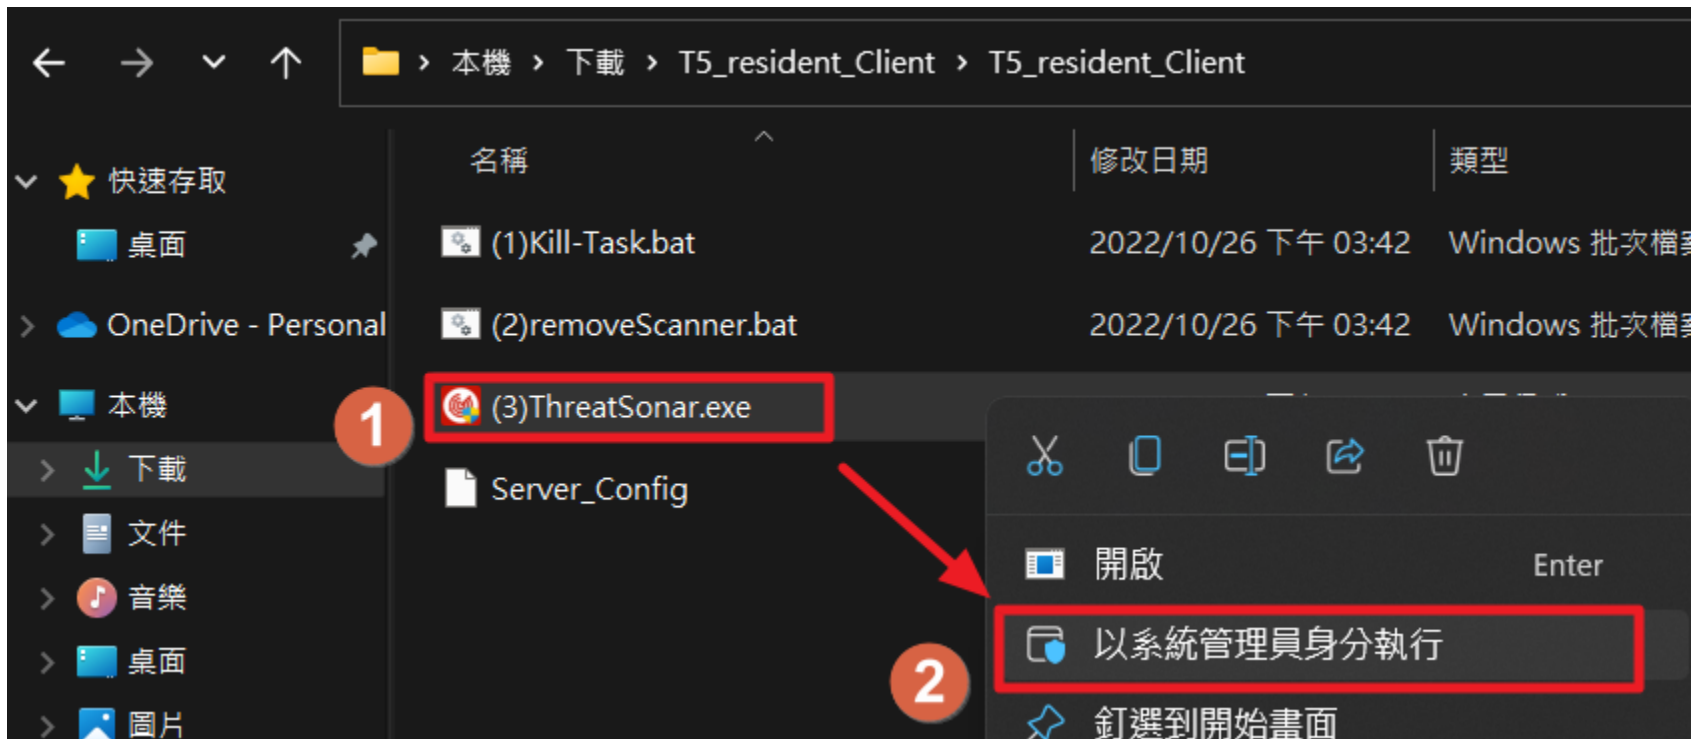 本機 > 下載 > T5_resident_Client > T5_resident_Client
名稱 修改日期 類型
快速存取
桌面
OneDrive - Personal
本機
下載
文件
音樂
桌面
圖片
(1)Kill-Task.bat 2022/10/26 下午 03:42 Windows 批次檔
(2)removeScanner.bat 2022/10/26 下午 03:42 Windows 批次檔
1
(3)ThreatSonar.exe
Server_Config
開啟 Enter
2
以系統管理員身分執行
釘選到開始畫面